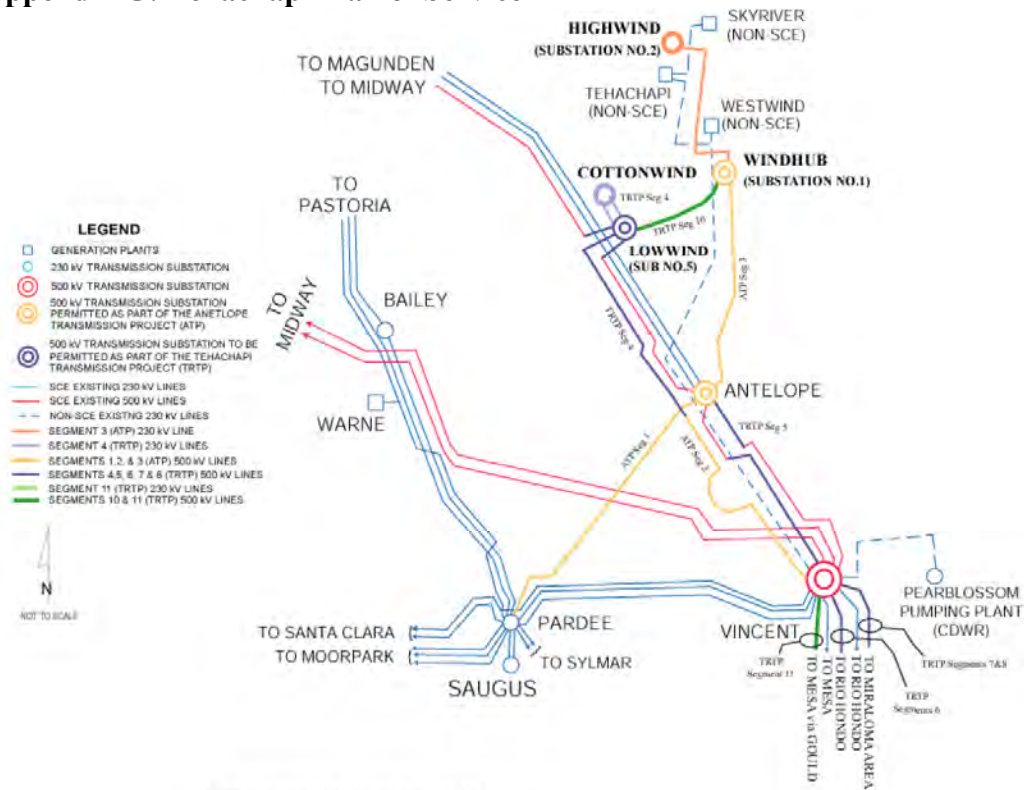 SKYRIVER
(NON-SCE)
HIGHWIND
(SUBSTATION NO.2)
TO MAGUNDEN
TO MIDWAY
TEHACHAPI
(NON-SCE)
WESTWIND
(NON-SCE)
COTTONWIND
WINDHUB
(SUBSTATION NO.1)
TRTP Seg 4
TRTP Seg 10
LOWWIND
(SUB NO.5)
ATP Seg 3
TO
PASTORIA
LEGEND
GENERATION PLANTS
230 kV TRANSMISSION SUBSTATION
500 kV TRANSMISSION SUBSTATION
500 kV TRANSMISSION SUBSTATION
PERMITTED AS PART OF THE ANETLOPE
TRANSMISSION PROJECT (ATP)
500 kV TRANSMISSION SUBSTATION TO BE
PERMITTED AS PART OF THE TEHACHAPI
TRANSMISSION PROJECT (TRTP)
SCE EXISTING 230 kV LINES
SCE EXISTING 500 kV LINES
NON-SCE EXISTNG 230 kV LINES
SEGMENT 3 (ATP) 230 kV LINE
SEGMENT 4 (TRTP) 230 kV LINES
SEGMENTS 1,2, & 3 (ATP) 500 kV LINES
SEGMENTS 4,5, 6, 7 & 8 (TRTP) 500 kV LINES
SEGMENT 11 (TRTP) 230 kV LINES
SEGMENTS 10 & 11 (TRTP) 500 kV LINES
N
NOT TO SCALE
TO
MIDWAY
BAILEY
WARNE
TRTP Seg 4
ANTELOPE
TRTP Seg 5
ATP Seg 1
ATP Seg 2
PEARBLOSSOM
PUMPING PLANT
(CDWR)
PARDEE
VINCENT
TO SANTA CLARA
TO MOORPARK
TO SYLMAR
SAUGUS
TRTP
Segment 11
TO MESA via GOULD
TO MESA
TO RIO HONDO
TO RIO HONDO
TO MIRALOMA AREA
TRTP Segments 7&8
TRTP
Segments 6